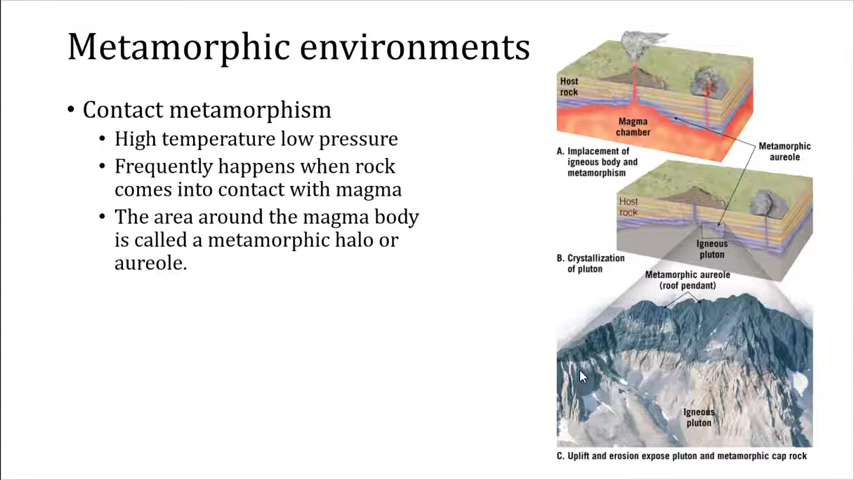 Metamorphic environments
• Contact metamorphism
• High temperature low pressure
• Frequently happens when rock
comes into contact with magma
• The area around the magma body
is called a metamorphic halo or
aureole.
Host
rock
Magma
chamber
Metamorphic
aureole
A. Implacement of
igneous body and
metamorphism
Host
rock
Igneous
pluton
B. Crystallization
of pluton
Metamorphic aureole
(roof pendant)
Igneous
pluton
C. Uplift and erosion expose pluton and metamorphic cap rock